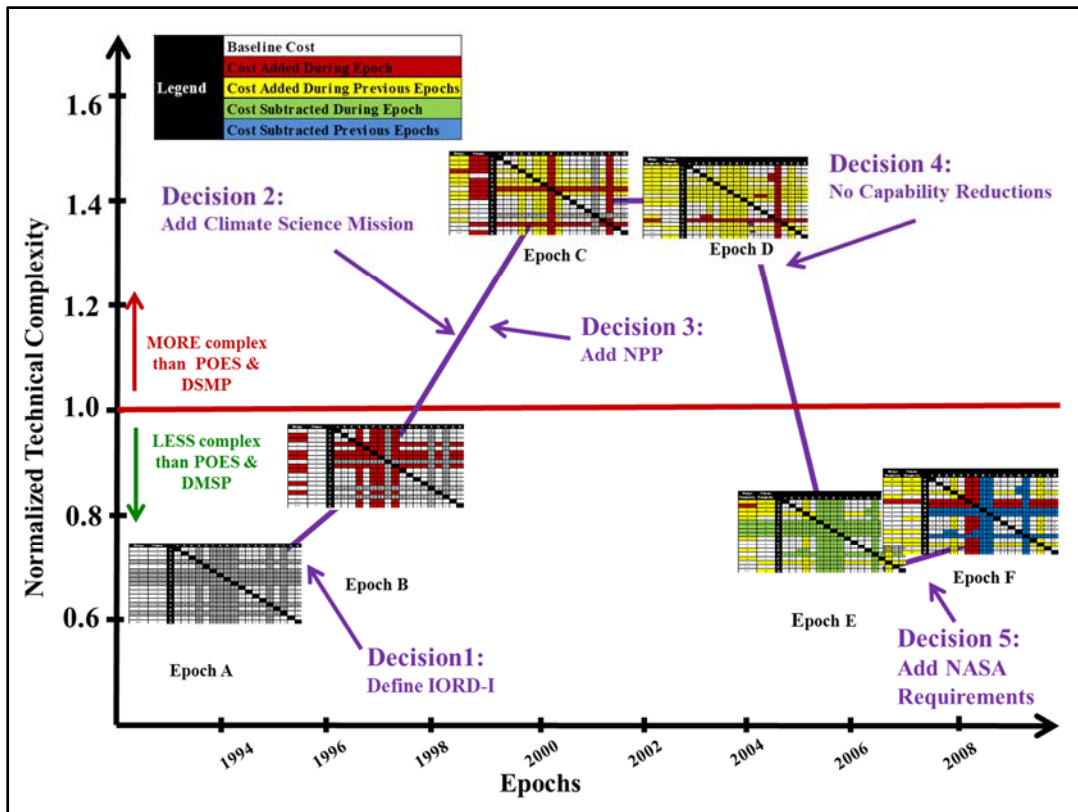 Legend
Baseline Cost
Cost Added During Epoch
Cost Added During Previous Epochs
Cost Subtracted During Epoch
Cost Subtracted Previous Epochs
Normalized Technical Complexity
1.6
1.4
1.2
1.0
0.8
0.6
Decision 2:
Add Climate Science Mission
Epoch C
Epoch D
Decision 4:
No Capability Reductions
Decision 3:
Add NPP
MORE complex
than POES &
DSMP
LESS complex
than POES &
DMSP
Epoch A
Epoch B
Decision1:
Define IORD-I
Epoch E
Epoch F
Decision 5:
Add NASA
Requirements
1994
1996
1998
2000
2002
2004
2006
2008
Epochs